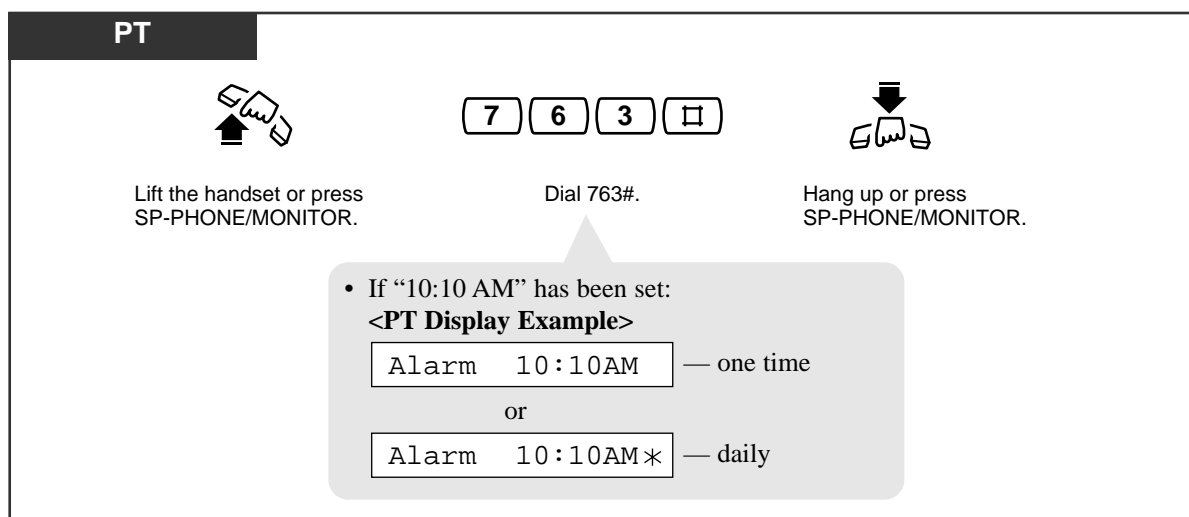 PT
7 6 3 #
Lift the handset or press
SP-PHONE/MONITOR.
Dial 763#.
Hang up or press
SP-PHONE/MONITOR.
• If “10:10 AM” has been set:
<PT Display Example>
Alarm 10:10AM — one time
or
Alarm 10:10AM* — daily